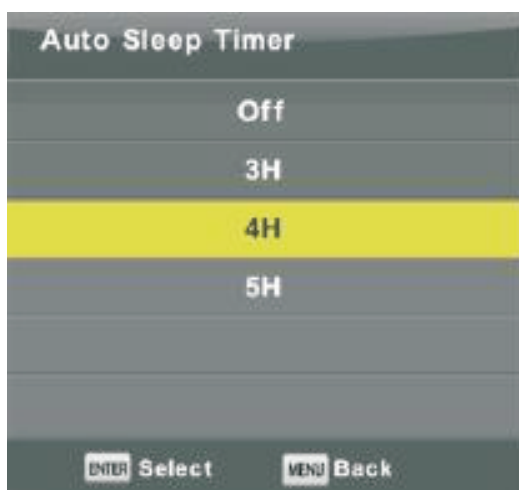 Auto Sleep Timer
Off
3H
4H
5H
ENTER Select MENU Back